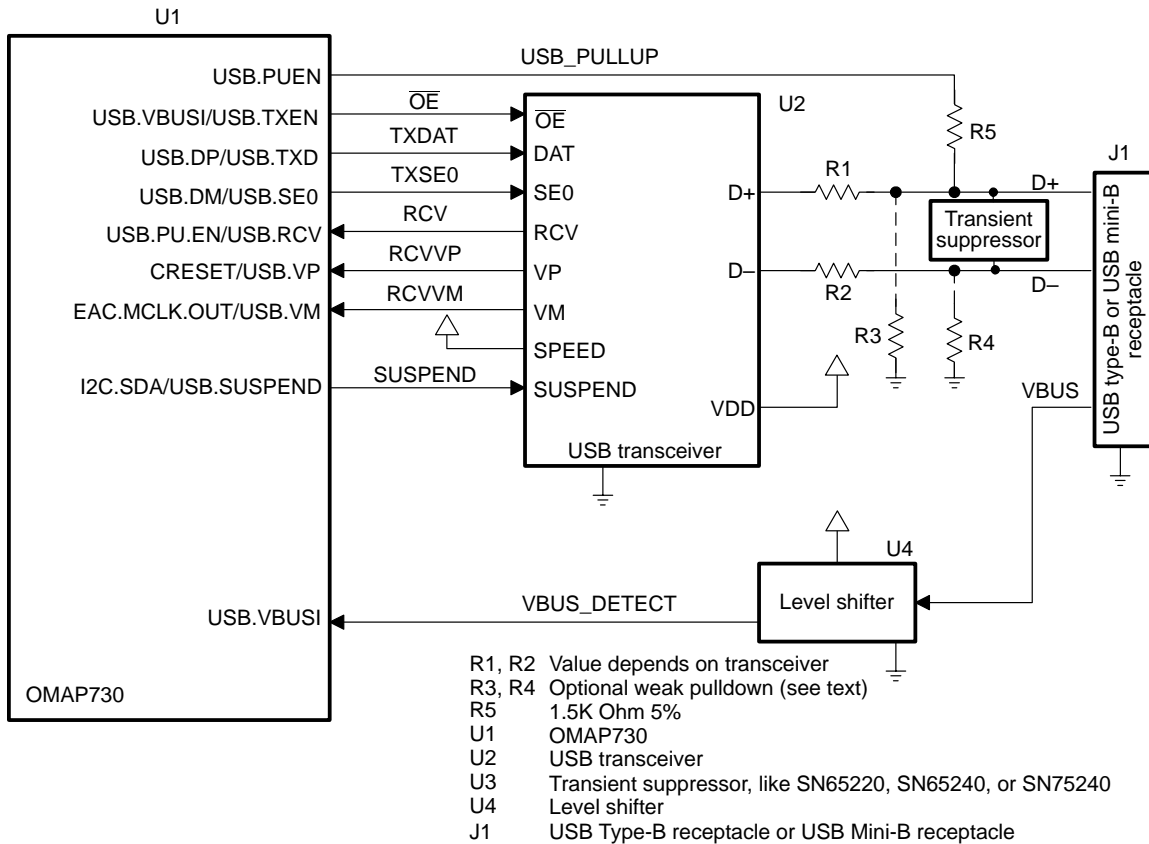 U1
USB.PUEN
USB.VBUSI/USB.TXEN
USB.DP/USB.TXD
USB.DM/USB.SE0
USB.PU.EN/USB.RCV
CRESET/USB.VP
EAC.MCLK.OUT/USB.VM
I2C.SDA/USB.SUSPEND
USB.VBUSI
OMAP730
USB_PULLUP
OE
TXDAT
TXSE0
RCV
RCVVP
RCVVM
SUSPEND
U2
OE
DAT
SE0
RCV
VP
VM
SPEED
SUSPEND
D+
D–
VDD
USB transceiver
R1
R2
R3
R4
R5
D+
Transient
suppressor
D–
J1
USB type-B or USB mini-B
receptacle
VBUS
U4
Level shifter
VBUS_DETECT
R1, R2 Value depends on transceiver
R3, R4 Optional weak pulldown (see text)
R5 1.5K Ohm 5%
U1 OMAP730
U2 USB transceiver
U3 Transient suppressor, like SN65220, SN65240, or SN75240
U4 Level shifter
J1 USB Type-B receptacle or USB Mini-B receptacle